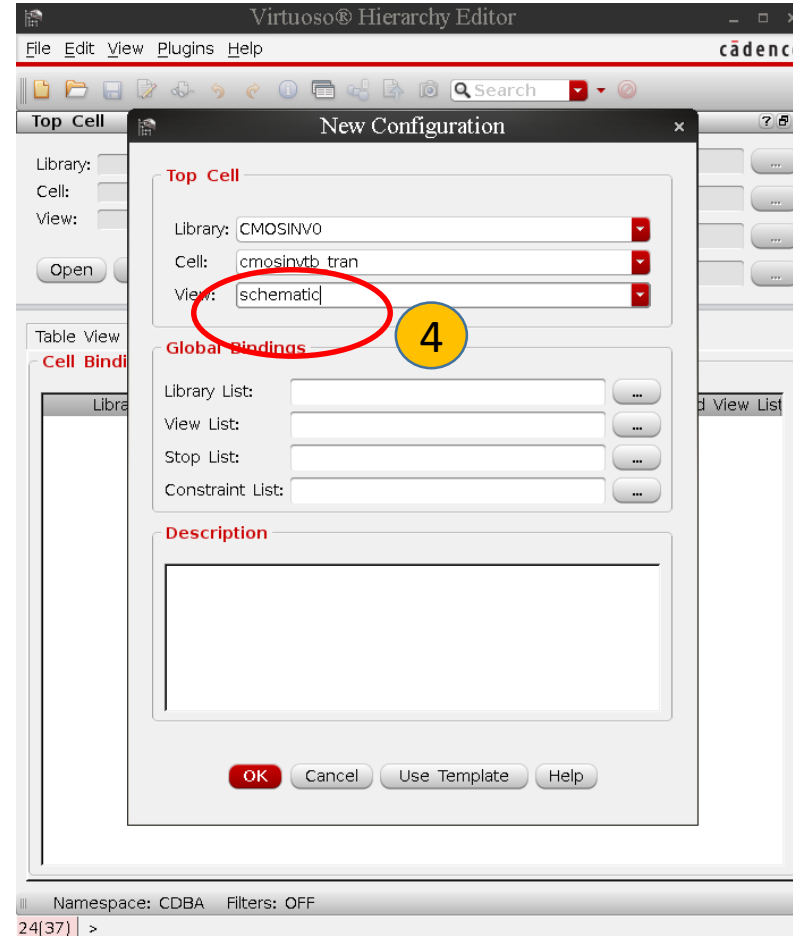 Virtuoso® Hierarchy Editor
File Edit View Plugins Help
cādenc
Search
Top Cell
New Configuration
Library:
Cell:
View:
Open
Top Cell
Library: CMOSINV0
Cell: cmosinvtb_tran
View: schematic
4
Table View
Cell Bindi
Global Bindings
Libra
d View List
Library List: ...
View List: ...
Stop List: ...
Constraint List: ...
Description
OK Cancel Use Template Help
Namespace: CDBA Filters: OFF
24(37) >